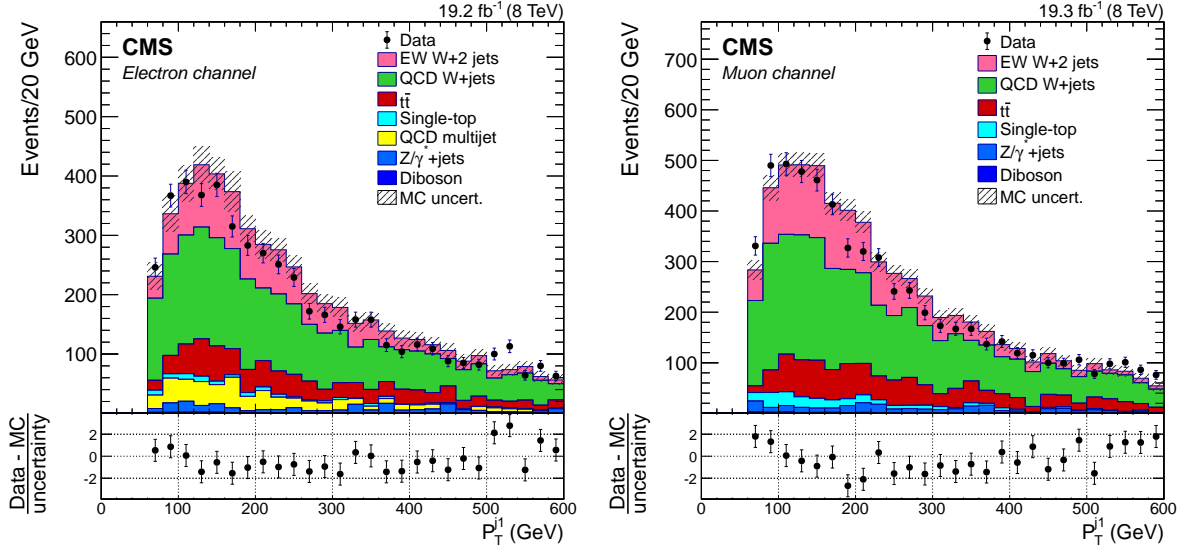 19.2 fb⁻¹ (8 TeV)
CMS
Electron channel
Data
EW W+2 jets
QCD W+jets
tt̄
Single-top
QCD multijet
Z/γ* +jets
Diboson
MC uncert.
Events/20 GeV
600
500
400
300
200
100
Data - MC
uncertainty
2
0
-2
0 100 200 300 400 500 600
P_T^j1 (GeV)
19.3 fb⁻¹ (8 TeV)
CMS
Muon channel
Data
EW W+2 jets
QCD W+jets
tt̄
Single-top
Z/γ* +jets
Diboson
MC uncert.
Events/20 GeV
700
600
500
400
300
200
100
Data - MC
uncertainty
2
0
-2
0 100 200 300 400 500 600
P_T^j1 (GeV)